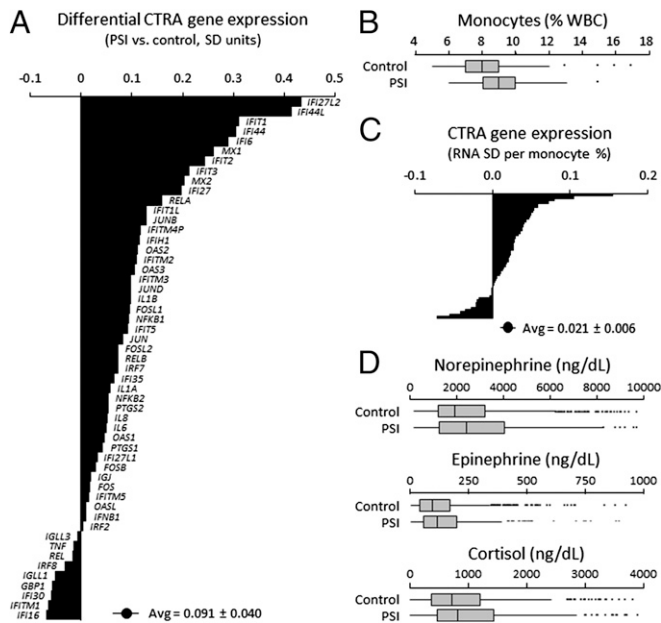 A
Differential CTRA gene expression
(PSI vs. control, SD units)
-0.1 0 0.1 0.2 0.3 0.4 0.5
IFI27L2
IFI44L
IFIT1
IFI44
IFI6
MX1
IFIT2
IFIT3
MX2
IFI27
RELA
IFIT1L
JUNB
IFITM4P
IFIH1
OAS2
IFITM2
OAS3
IFITM3
JUND
IL1B
FOSL1
NFKB1
IFIT5
JUN
FOSL2
RELB
IRF7
IFI35
IL1A
NFKB2
PTGS2
IL8
IL6
OAS1
PTGS1
IFI27L1
FOSB
IGJ
FOS
IFITM5
OASL
IFNB1
IRF2
IGLL3
TNF
REL
IRF8
IGLL1
GBP1
IFI30
IFITM1
IFI16
Avg = 0.091 ± 0.040
B
Monocytes (% WBC)
4 6 8 10 12 14 16 18
Control
PSI
C
CTRA gene expression
(RNA SD per monocyte %)
-0.1 0.0 0.1 0.2
Avg = 0.021 ± 0.006
D
Norepinephrine (ng/dL)
0 2000 4000 6000 8000 10000
Control
PSI
Epinephrine (ng/dL)
0 250 500 750 1000
Control
PSI
Cortisol (ng/dL)
0 1000 2000 3000 4000
Control
PSI